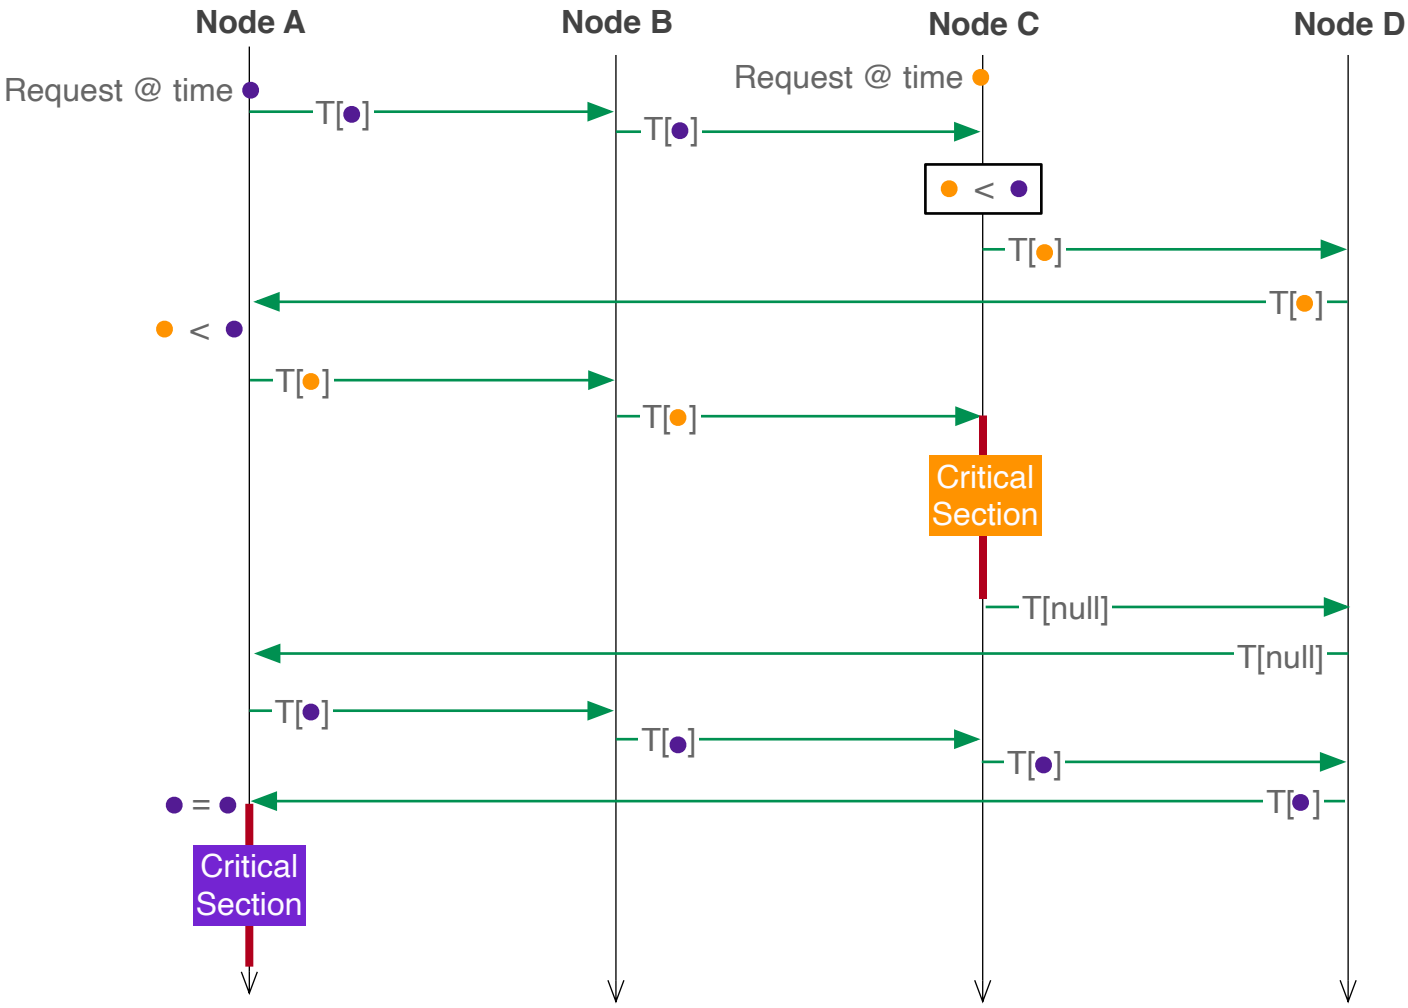 Node A
Node B
Node C
Node D
Request @ time
Request @ time
T[●]
T[●]
● < ●
T[●]
T[●]
● < ●
T[●]
T[●]
Critical
Section
T[null]
T[null]
T[●]
T[●]
T[●]
T[●]
● = ●
Critical
Section